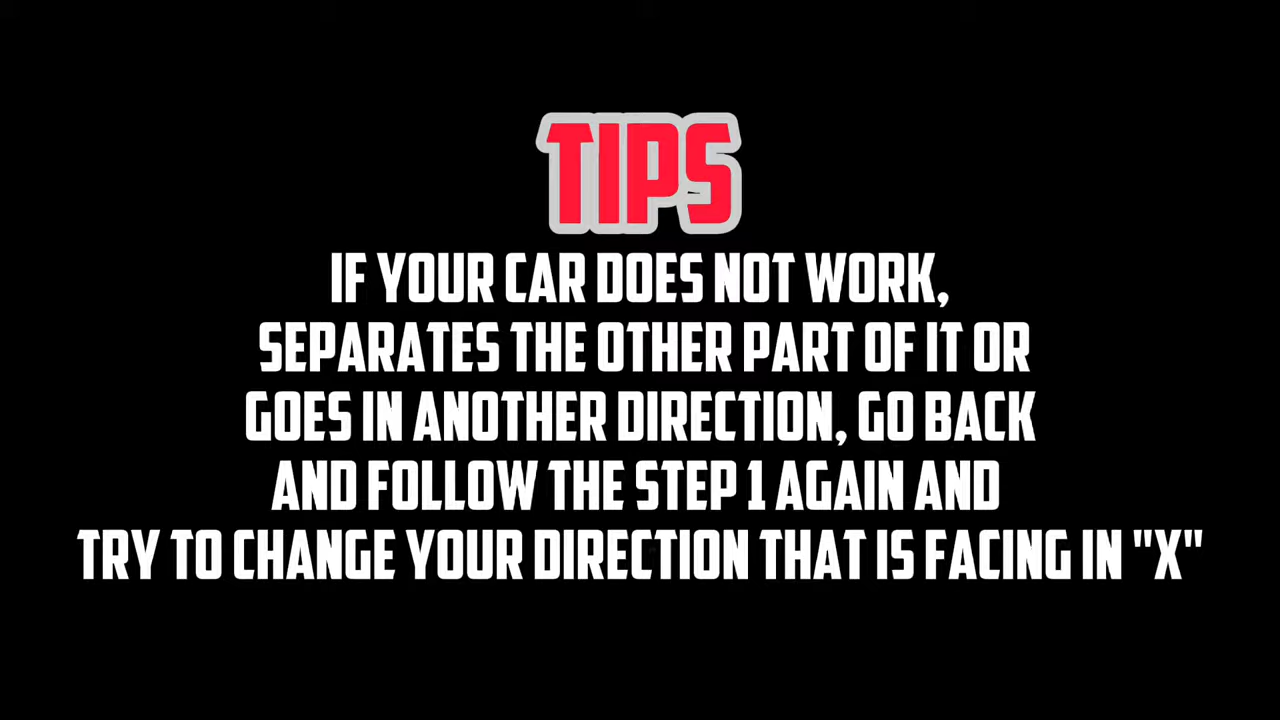 TIPS
IF YOUR CAR DOES NOT WORK,
SEPARATES THE OTHER PART OF IT OR
GOES IN ANOTHER DIRECTION, GO BACK
AND FOLLOW THE STEP 1 AGAIN AND
TRY TO CHANGE YOUR DIRECTION THAT IS FACING IN "X"